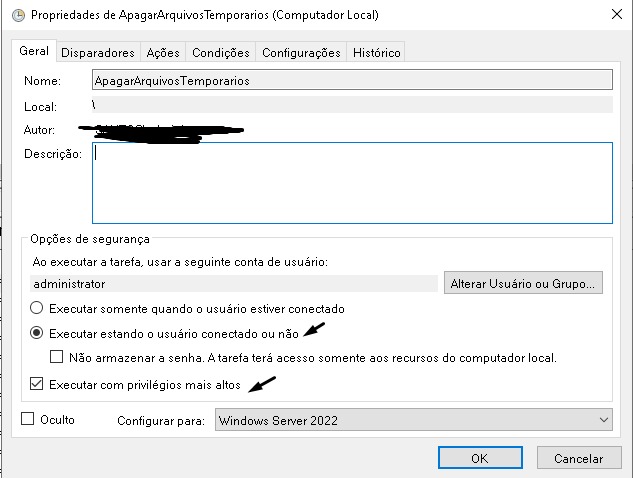 Propriedades de ApagarArquivosTemporarios (Computador Local)
Geral Disparadores Ações Condições Configurações Histórico
Nome: ApagarArquivosTemporarios
Local: \
Autor:
Descrição:
Opções de segurança
Ao executar a tarefa, usar a seguinte conta de usuário:
administrator Alterar Usuário ou Grupo...
Executar somente quando o usuário estiver conectado
Executar estando o usuário conectado ou não
Não armazenar a senha. A tarefa terá acesso somente aos recursos do computador local.
Executar com privilégios mais altos
Oculto Configurar para: Windows Server 2022
OK Cancelar